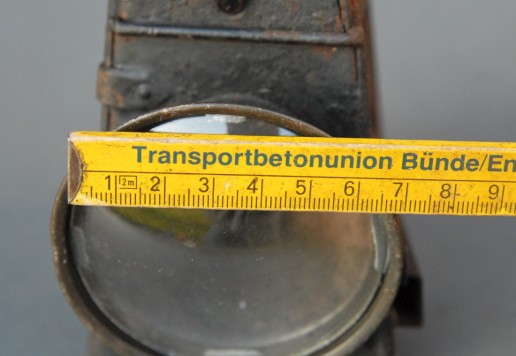 Transportbetonunion Bünde/En
1 2m 2 3 4 5 6 7 8 9